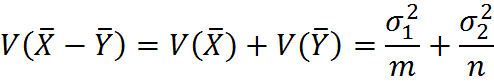 V(X̄ − Ȳ) = V(X̄) + V(Ȳ) = σ₁²/m + σ₂²/n